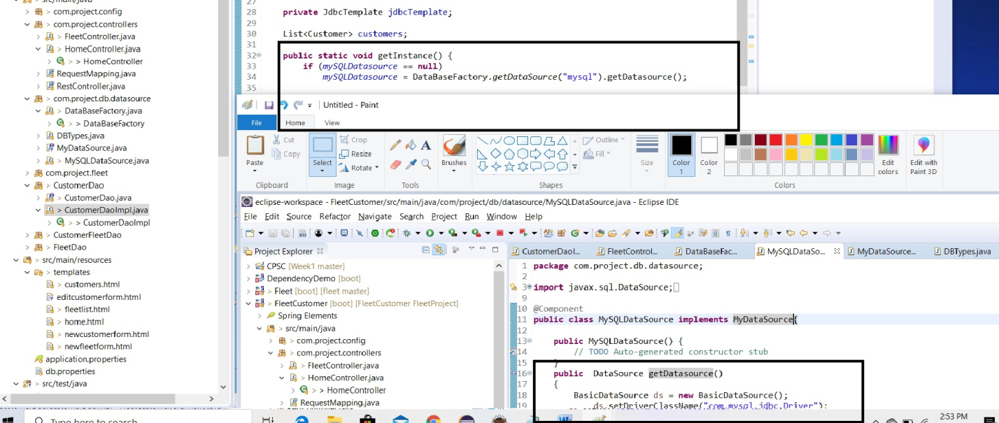 src/main/java
> com.project.config
> com.project.controllers
> FleetController.java
> HomeController.java
> > HomeController
> RequestMapping.java
> RestController.java
> com.project.db.datasource
> DataBaseFactory.java
> > DataBaseFactory
> DBTypes.java
> MyDataSource.java
> MySQLDataSource.java
com.project.fleet
> CustomerDao
> CustomerDao.java
> CustomerDaoImpl.java
> > CustomerDaoImpl
> CustomerFleetDao
> FleetDao
> src/main/resources
> templates
> customers.html
editcustomerform.html
> fleetlist.html
> home.html
> newcustomerform.html
> newfleetform.html
application.properties
db.properties
> src/test/java
27
28 private JdbcTemplate jdbcTemplate;
29
30 List<Customer> customers;
31
32 public static void getInstance() {
33 if (mySQLDatasource == null)
34 mySQLDatasource = DataBaseFactory.getDataSource("mysql").getDatasource();
35
Untitled - Paint
File Home View
Paste
Cut
Copy
Clipboard
Select
Crop
Resize
Rotate
Image
Tools
Brushes
Shapes
Outline
Fill
Size
Color 1
Color 2
Colors
Edit colors
Edit with Paint 3D
eclipse-workspace - FleetCustomer/src/main/java/com/project/db/datasource/MySQLDataSource.java - Eclipse IDE
File Edit Source Refactor Navigate Search Project Run Window Help
Project Explorer
CPSC [Week1 master]
DependencyDemo [boot]
> Fleet [boot] [fleet master]
> FleetCustomer [boot] [FleetCustomer FleetProject]
Spring Elements
> src/main/java
> com.project.config
> com.project.controllers
> FleetController.java
> HomeController.java
> > HomeController
> RequestMapping.java
CustomerDaoI... FleetControl... DataBaseFac... MySQLDataSo... MyDataSource... DBTypes.java
1 package com.project.db.datasource;
2
3 import javax.sql.DataSource;
9
10 @Component
11 public class MySQLDataSource implements MyDataSource{
12
13 public MySQLDataSource() {
14 // TODO Auto-generated constructor stub
15 }
16 public DataSource getDatasource()
17 {
18 BasicDataSource ds = new BasicDataSource();
19 ds.setDriverClassName("com.mysql.jdbc.Driver");
Type here to search
2:53 PM